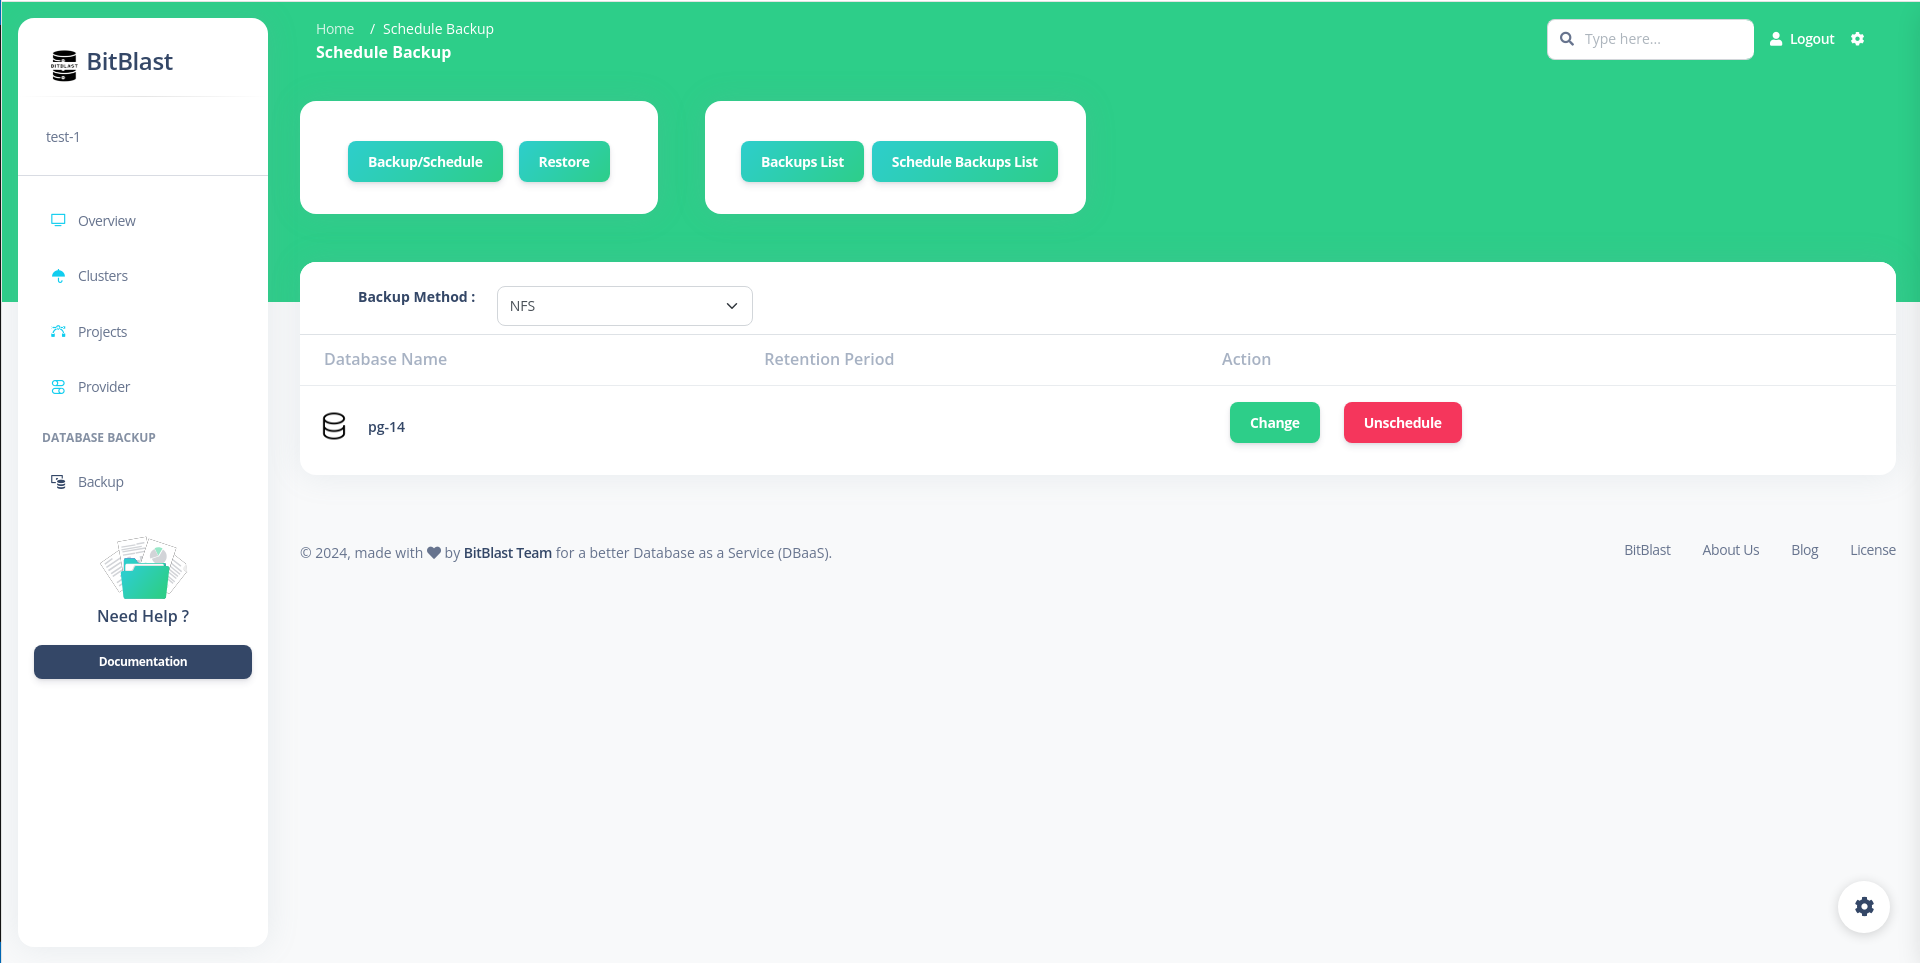 BitBlast
test-1
Overview
Clusters
Projects
Provider
DATABASE BACKUP
Backup
Need Help ?
Documentation
Home / Schedule Backup
Schedule Backup
Type here...
Logout
Backup/Schedule Restore
Backups List Schedule Backups List
Backup Method : NFS
Database Name Retention Period Action
pg-14 Change Unschedule
© 2024, made with by BitBlast Team for a better Database as a Service (DBaaS).
BitBlast About Us Blog License